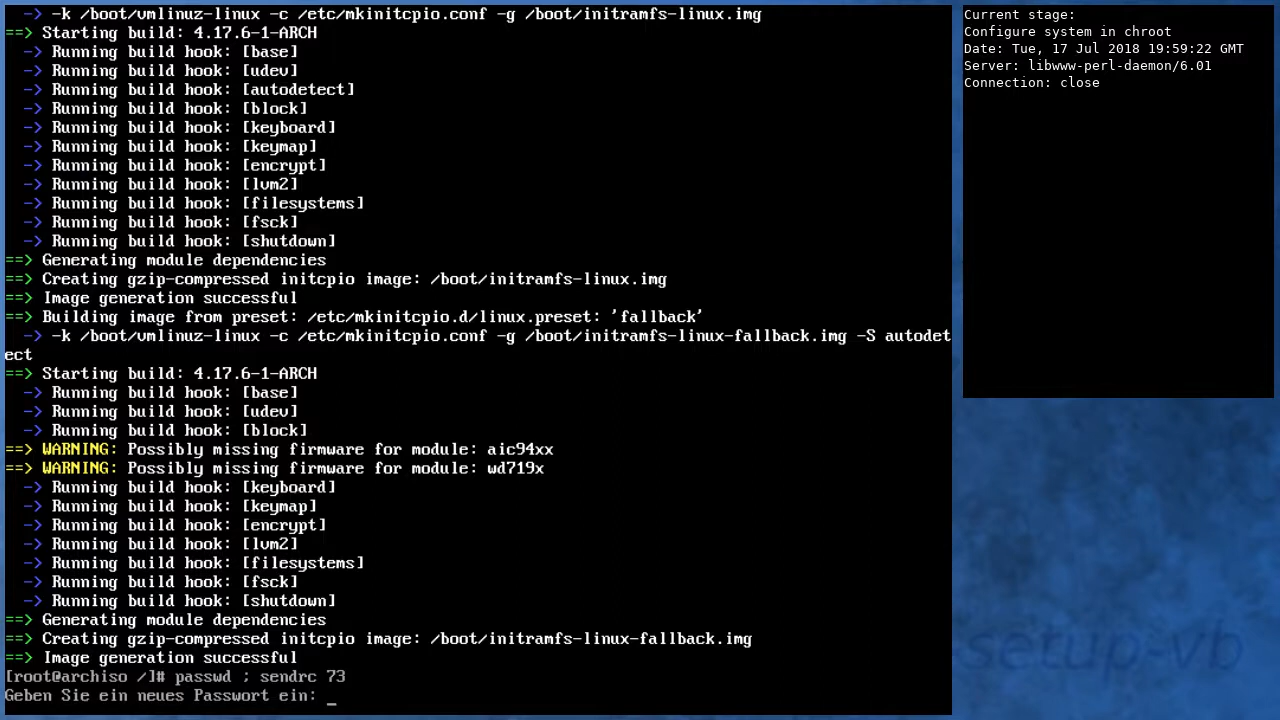 -> -k /boot/vmlinuz-linux -c /etc/mkinitcpio.conf -g /boot/initramfs-linux.img
==> Starting build: 4.17.6-1-ARCH
-> Running build hook: [base]
-> Running build hook: [udev]
-> Running build hook: [autodetect]
-> Running build hook: [block]
-> Running build hook: [keyboard]
-> Running build hook: [keymap]
-> Running build hook: [encrypt]
-> Running build hook: [lvm2]
-> Running build hook: [filesystems]
-> Running build hook: [fsck]
-> Running build hook: [shutdown]
==> Generating module dependencies
==> Creating gzip-compressed initcpio image: /boot/initramfs-linux.img
==> Image generation successful
==> Building image from preset: /etc/mkinitcpio.d/linux.preset: 'fallback'
-> -k /boot/vmlinuz-linux -c /etc/mkinitcpio.conf -g /boot/initramfs-linux-fallback.img -S autodet
ect
==> Starting build: 4.17.6-1-ARCH
-> Running build hook: [base]
-> Running build hook: [udev]
-> Running build hook: [block]
==> WARNING: Possibly missing firmware for module: aic94xx
==> WARNING: Possibly missing firmware for module: wd719x
-> Running build hook: [keyboard]
-> Running build hook: [keymap]
-> Running build hook: [encrypt]
-> Running build hook: [lvm2]
-> Running build hook: [filesystems]
-> Running build hook: [fsck]
-> Running build hook: [shutdown]
==> Generating module dependencies
==> Creating gzip-compressed initcpio image: /boot/initramfs-linux-fallback.img
==> Image generation successful
[root@archiso /]# passwd ; sendrc 73
Geben Sie ein neues Passwort ein: _
Current stage:
Configure system in chroot
Date: Tue, 17 Jul 2018 19:59:22 GMT
Server: libwww-perl-daemon/6.01
Connection: close
setup-vb